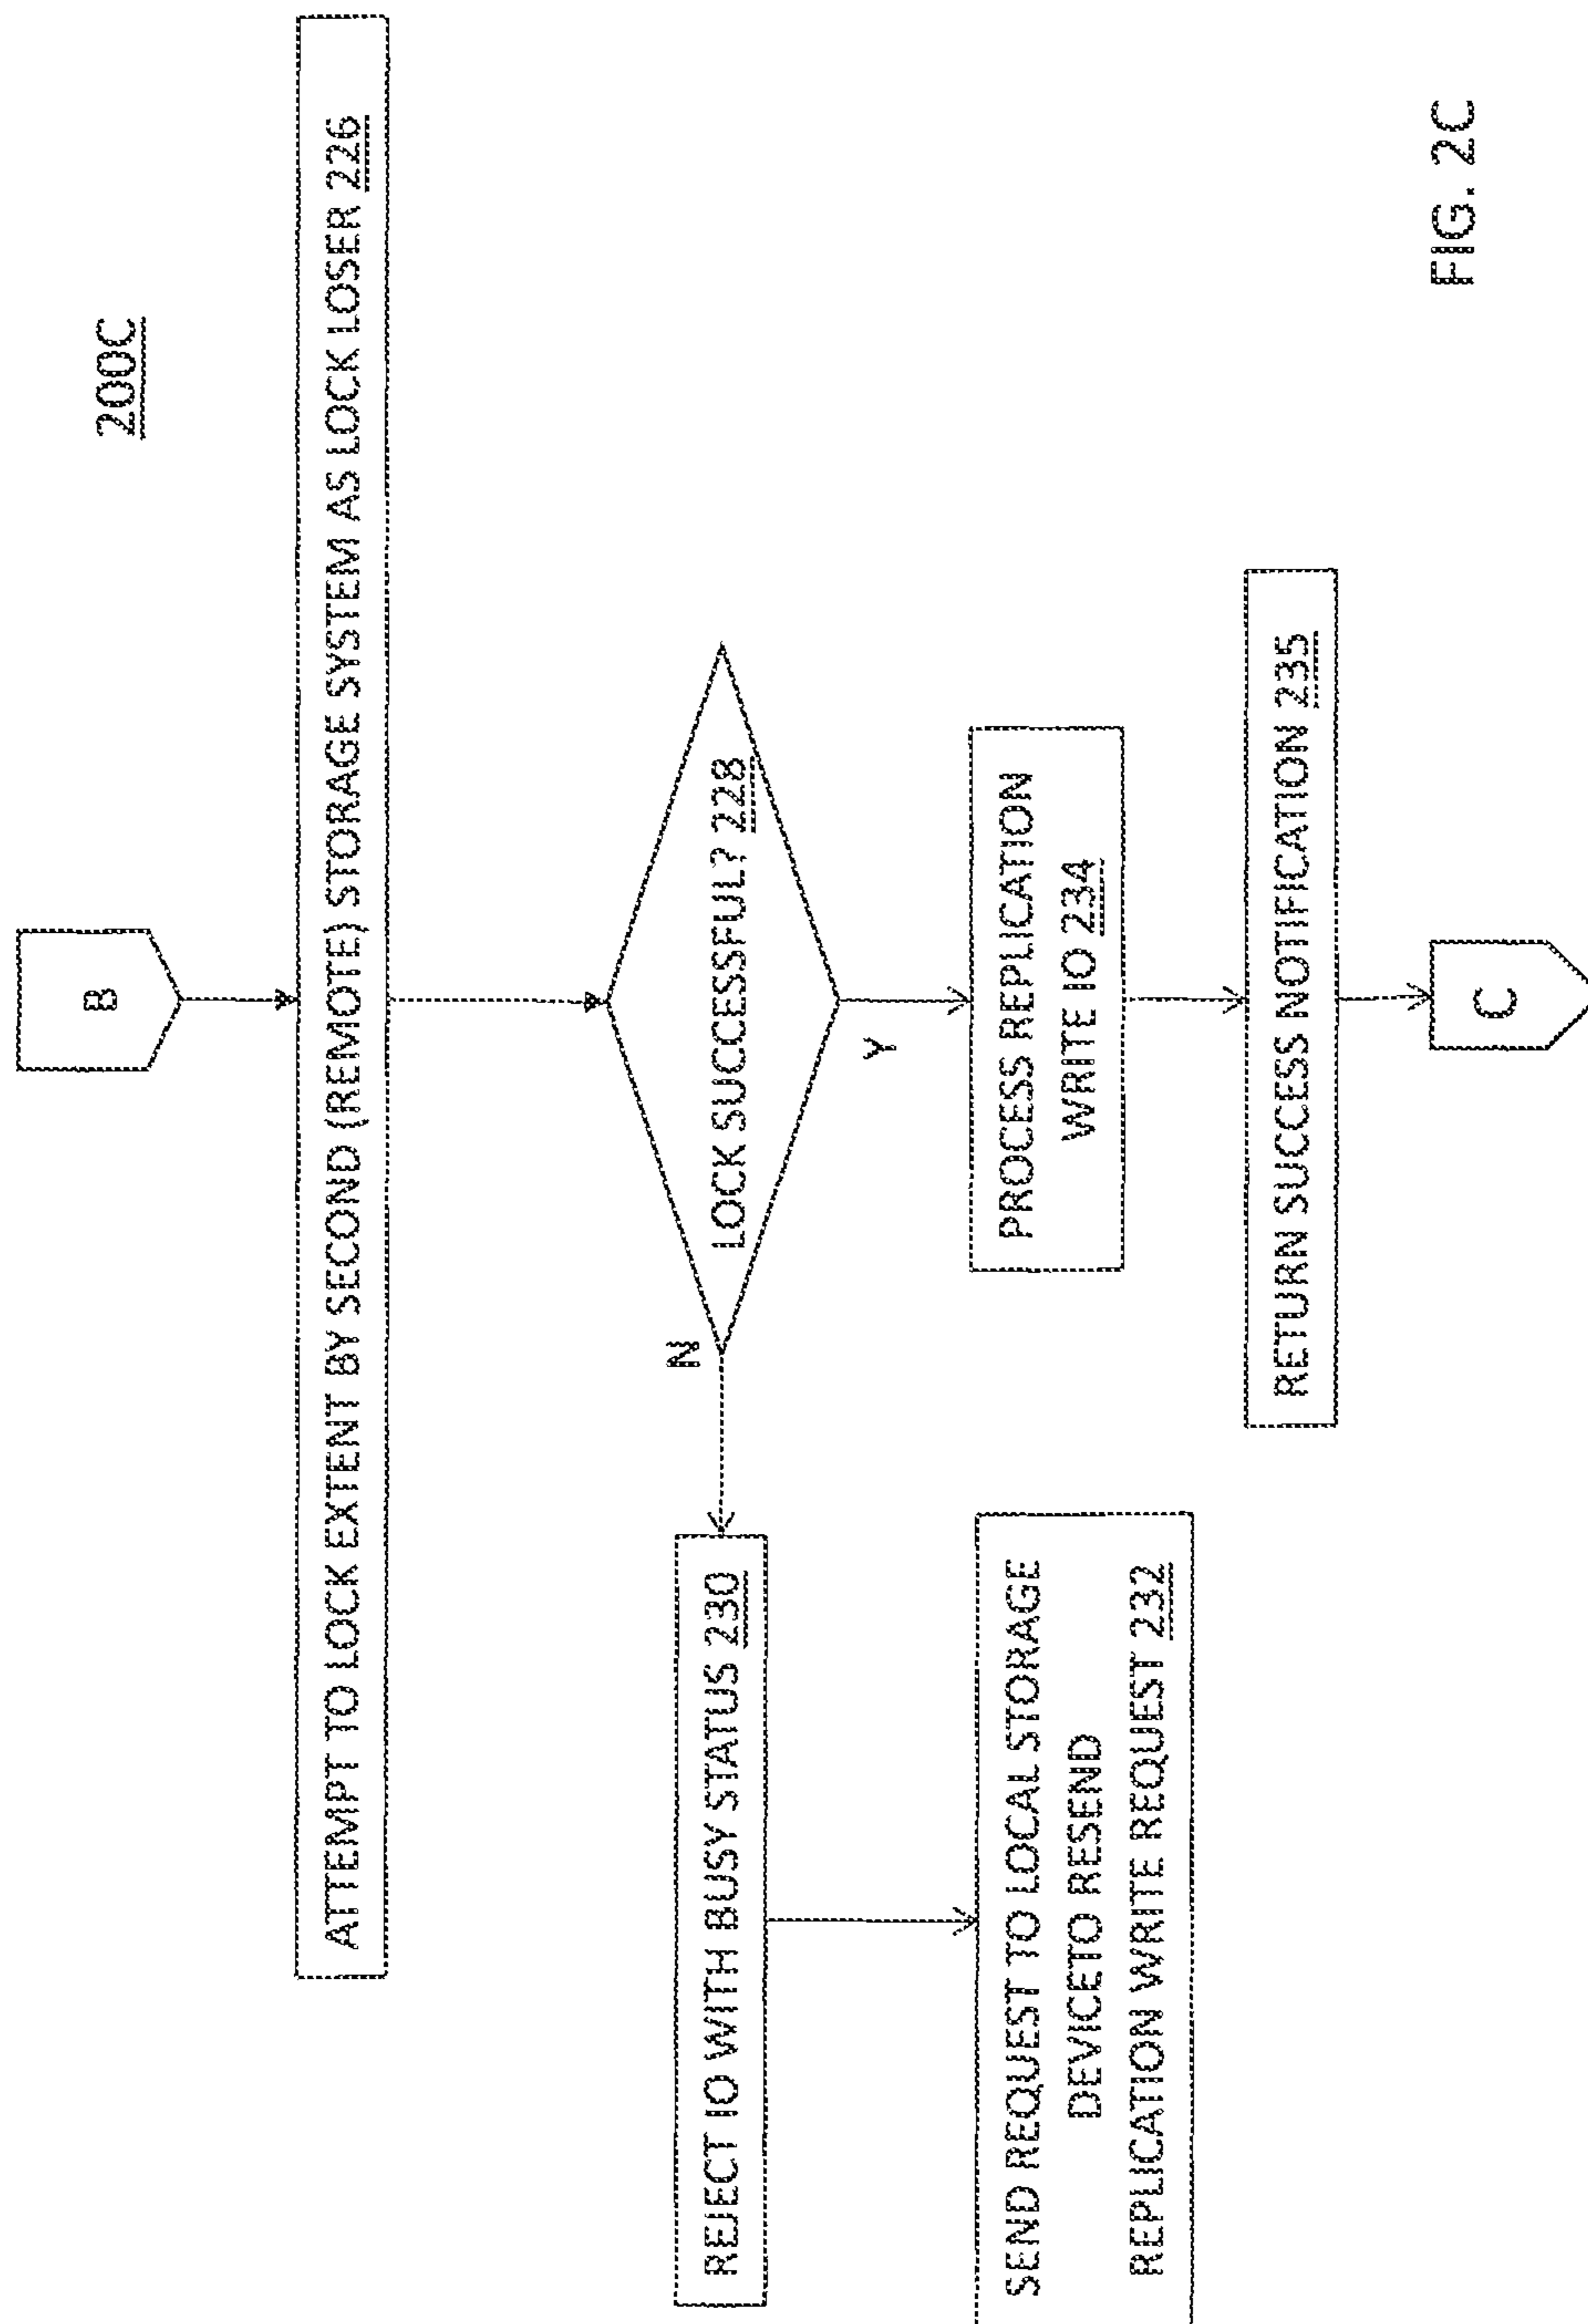 200C
B
ATTEMPT TO LOCK EXTENT BY SECOND (REMOTE) STORAGE SYSTEM AS LOCK LOSER 226
LOCK SUCCESSFUL? 228
N
Y
REJECT IO WITH BUSY STATUS 230
SEND REQUEST TO LOCAL STORAGE
DEVICETO RESEND
REPLICATION WRITE REQUEST 232
PROCESS REPLICATION
WRITE IO 234
RETURN SUCCESS NOTIFICATION 235
C
FIG. 2C